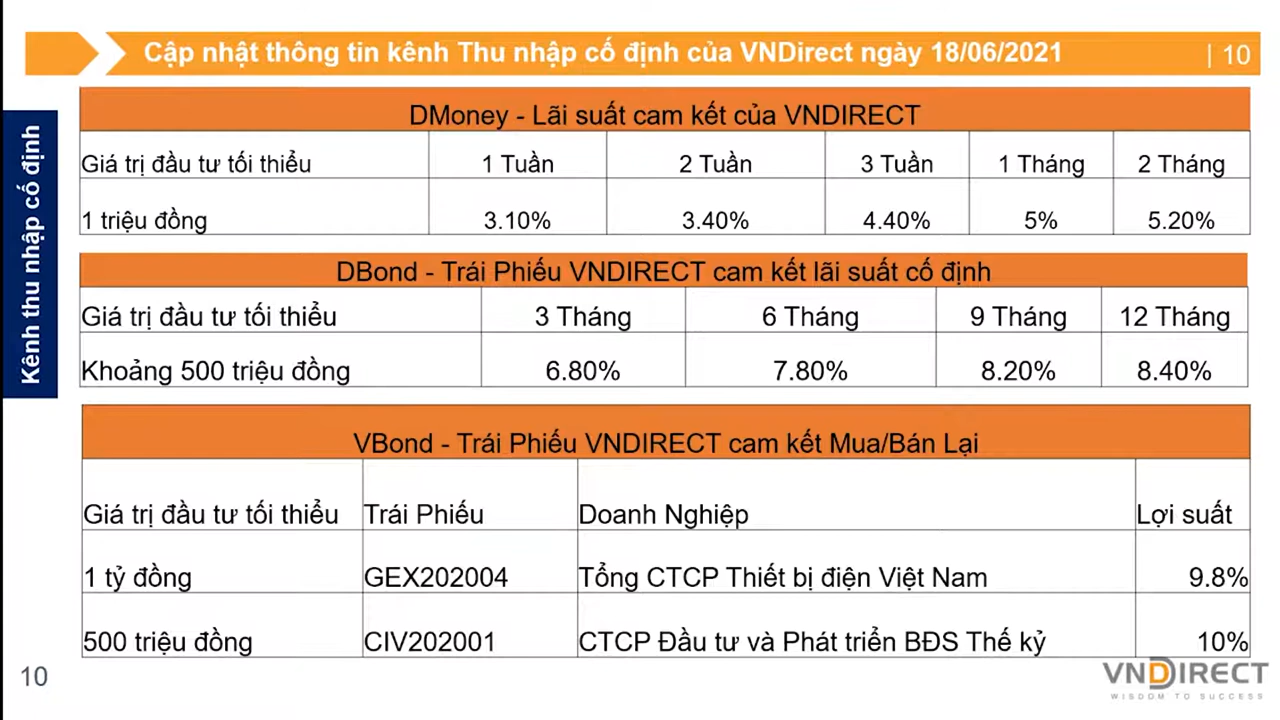 Cập nhật thông tin kênh Thu nhập cố định của VNDirect ngày 18/06/2021 | 10
Kênh thu nhập cố định
DMoney - Lãi suất cam kết của VNDIRECT
Giá trị đầu tư tối thiểu 1 Tuần 2 Tuần 3 Tuần 1 Tháng 2 Tháng
1 triệu đồng 3.10% 3.40% 4.40% 5% 5.20%
DBond - Trái Phiếu VNDIRECT cam kết lãi suất cố định
Giá trị đầu tư tối thiểu 3 Tháng 6 Tháng 9 Tháng 12 Tháng
Khoảng 500 triệu đồng 6.80% 7.80% 8.20% 8.40%
VBond - Trái Phiếu VNDIRECT cam kết Mua/Bán Lại
Giá trị đầu tư tối thiểu Trái Phiếu Doanh Nghiệp Lợi suất
1 tỷ đồng GEX202004 Tổng CTCP Thiết bị điện Việt Nam 9.8%
500 triệu đồng CIV202001 CTCP Đầu tư và Phát triển BĐS Thế kỷ 10%
10
VNDIRECT
WISDOM TO SUCCESS